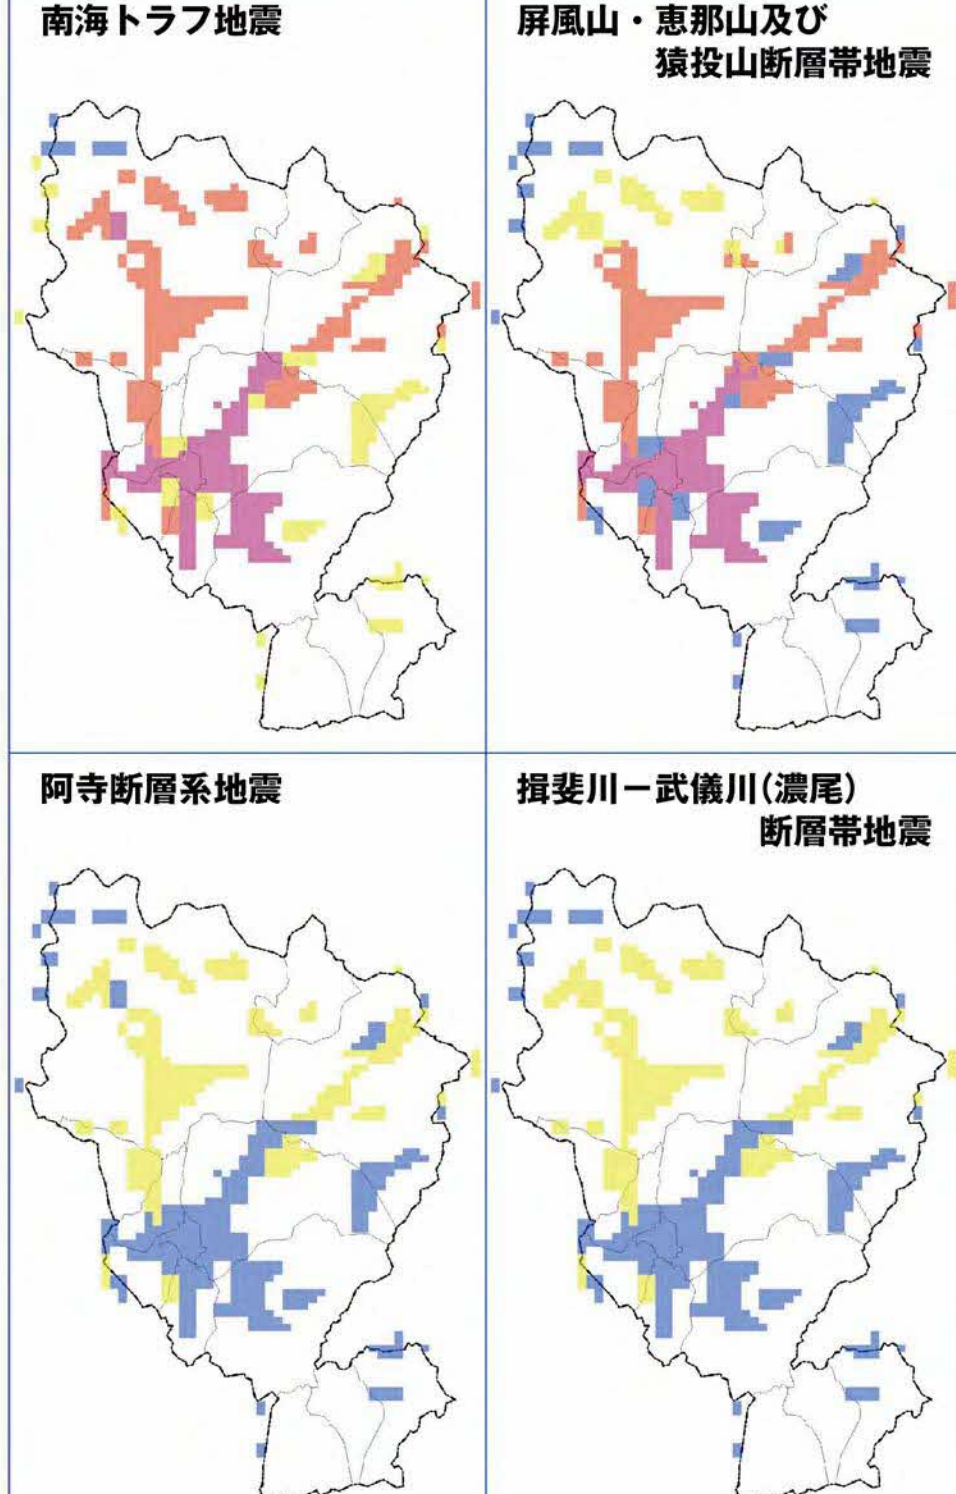 南海トラフ地震
屏風山・恵那山及び
猿投山断層帯地震
阿寺断層系地震
揖斐川－武儀川(濃尾)
断層帯地震